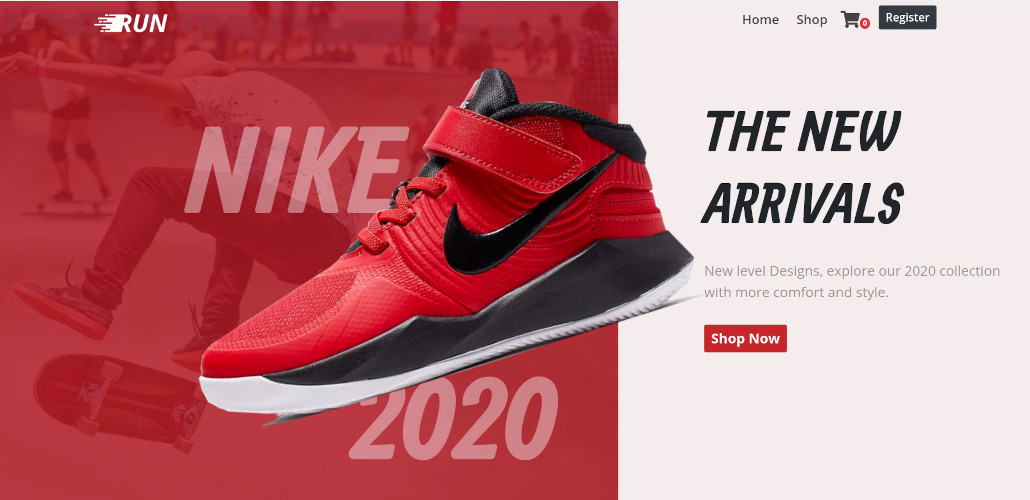 RUN
Home Shop 0 Register
NIKE
2020
THE NEW
ARRIVALS
New level Designs, explore our 2020 collection
with more comfort and style.
Shop Now